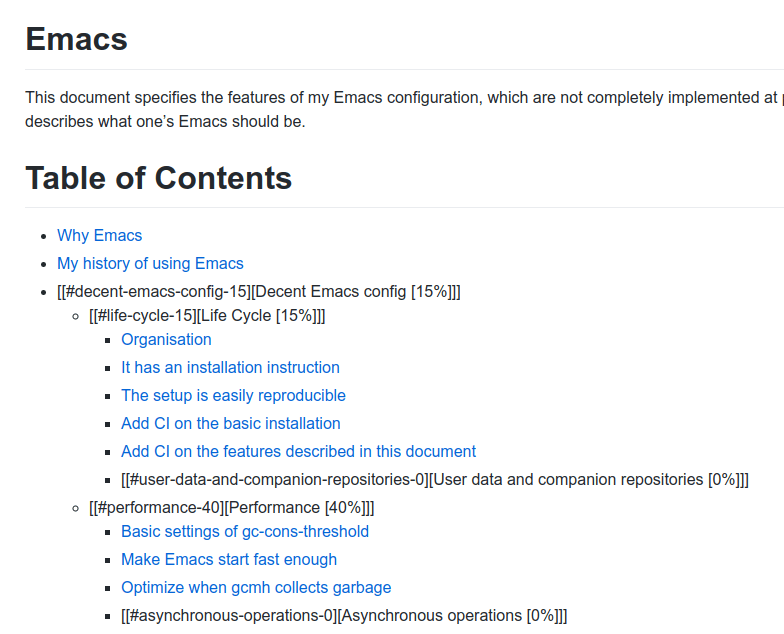 Emacs
This document specifies the features of my Emacs configuration, which are not completely implemented at
describes what one's Emacs should be.
Table of Contents
Why Emacs
My history of using Emacs
[[#decent-emacs-config-15][Decent Emacs config [15%]]]
[[#life-cycle-15][Life Cycle [15%]]]
Organisation
It has an installation instruction
The setup is easily reproducible
Add CI on the basic installation
Add CI on the features described in this document
[[#user-data-and-companion-repositories-0][User data and companion repositories [0%]]]
[[#performance-40][Performance [40%]]]
Basic settings of gc-cons-threshold
Make Emacs start fast enough
Optimize when gcmh collects garbage
[[#asynchronous-operations-0][Asynchronous operations [0%]]]